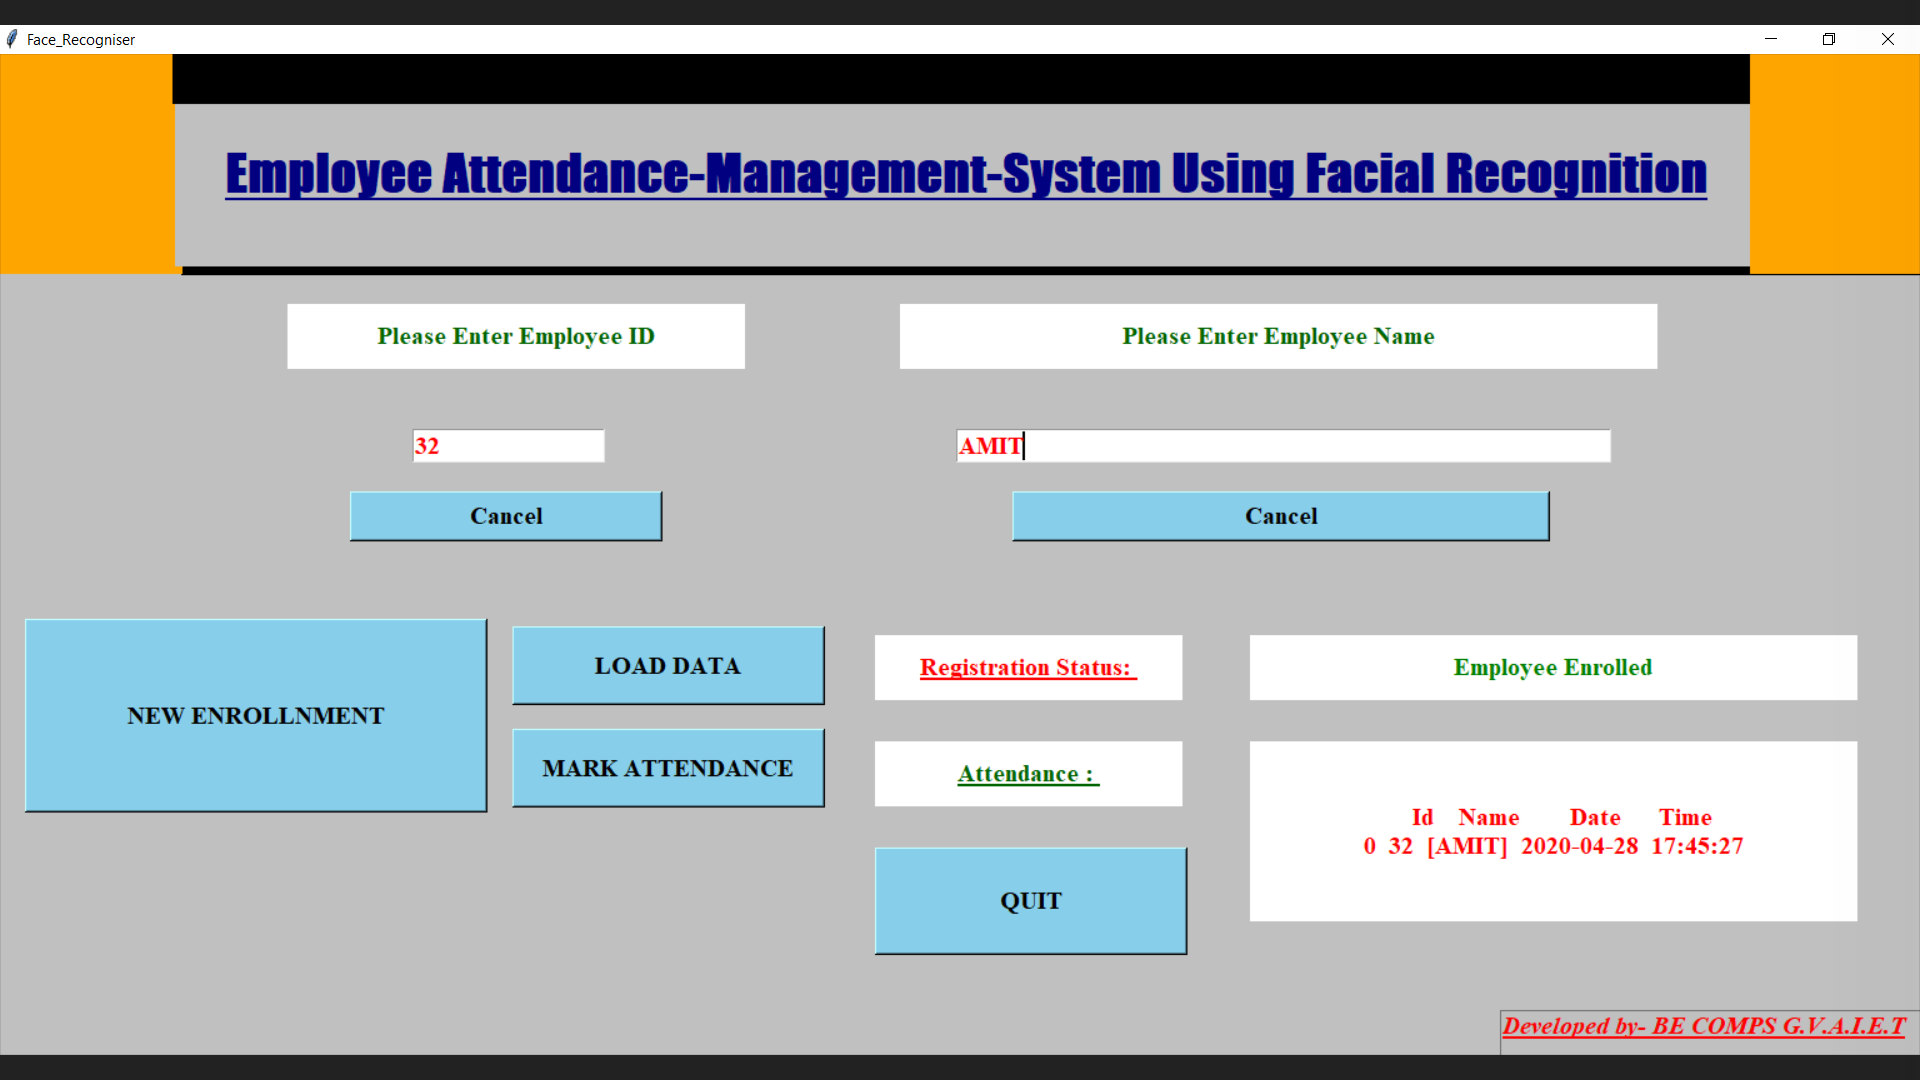 Face_Recogniser
Employee Attendance-Management-System Using Facial Recognition
Please Enter Employee ID
Please Enter Employee Name
32
AMIT
Cancel
Cancel
NEW ENROLLNMENT
LOAD DATA
MARK ATTENDANCE
Registration Status:
Employee Enrolled
Attendance :
Id Name Date Time
0 32 [AMIT] 2020-04-28 17:45:27
QUIT
Developed by- BE COMPS G.V.A.I.E.T